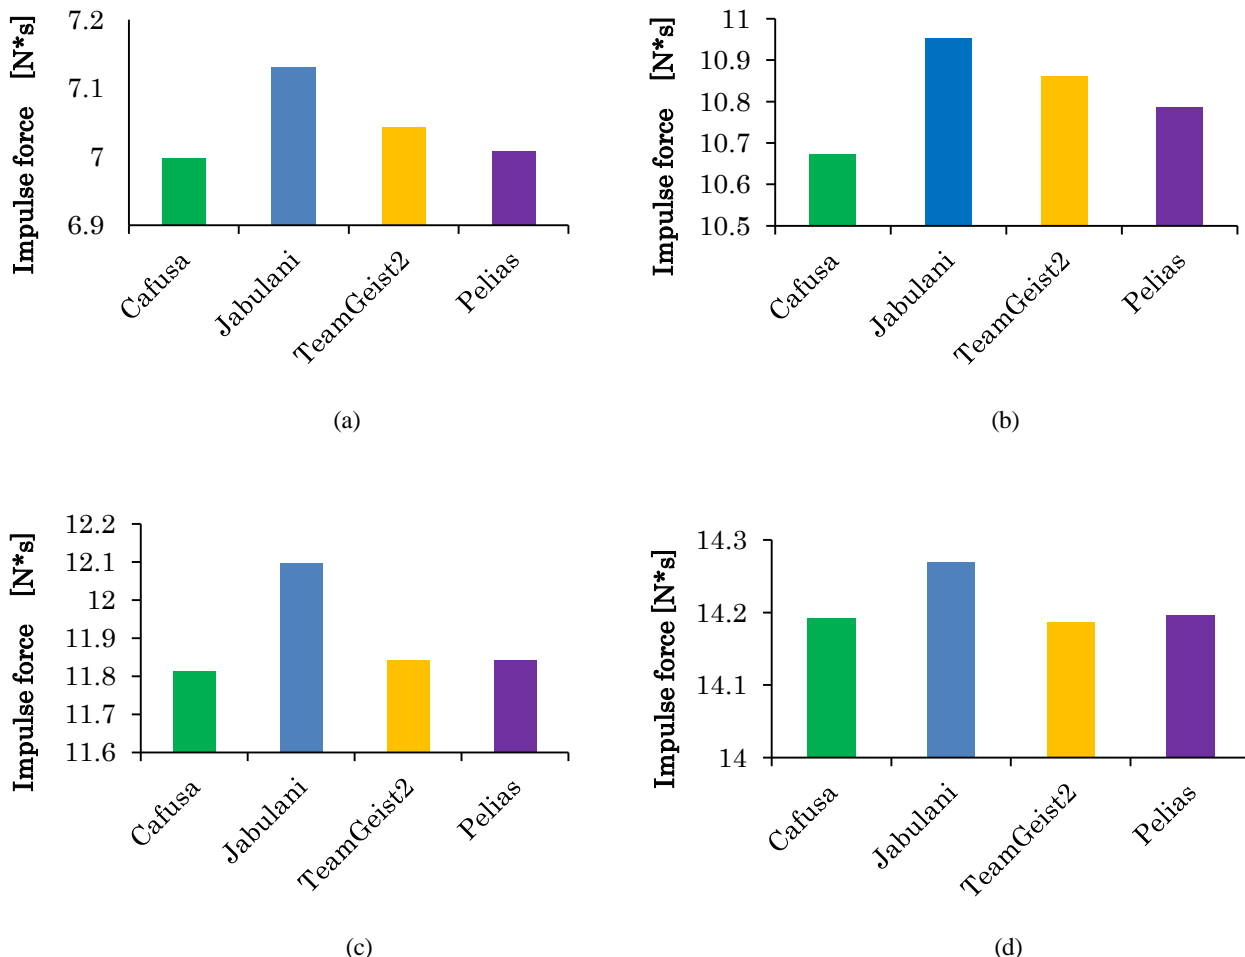 Impulse force [N*s]
7.2
7.1
7
6.9
Cafusa
Jabulani
TeamGeist2
Pelias
(a)
Impulse force [N*s]
11
10.9
10.8
10.7
10.6
10.5
Cafusa
Jabulani
TeamGeist2
Pelias
(b)
Impulse force [N*s]
12.2
12.1
12
11.9
11.8
11.7
11.6
Cafusa
Jabulani
TeamGeist2
Pelias
(c)
Impulse force [N*s]
14.3
14.2
14.1
14
Cafusa
Jabulani
TeamGeist2
Pelias
(d)